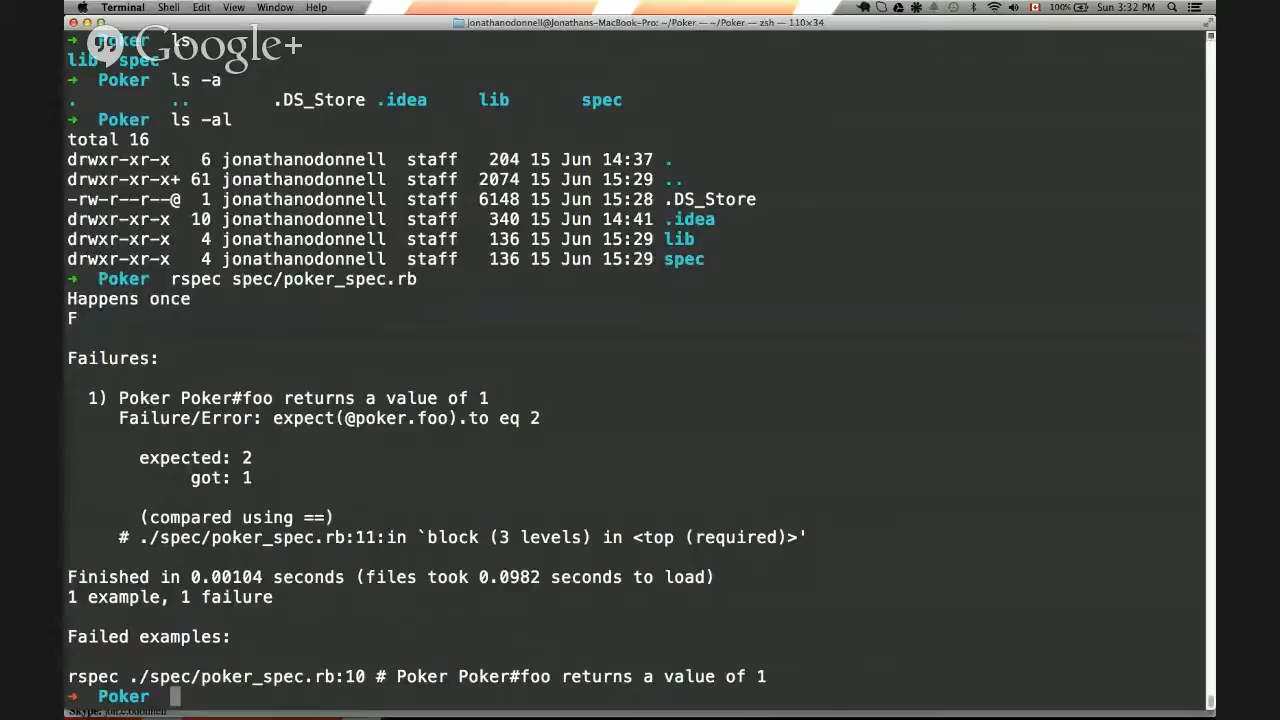 Terminal Shell Edit View Window Help 100% Sun 3:32 PM
jonathanodonnell@Jonathans-MacBook-Pro: ~/Poker — ~/Poker — zsh — 110×34
Google+
➜ Poker ls
lib spec
➜ Poker ls -a
. .. .DS_Store .idea lib spec
➜ Poker ls -al
total 16
drwxr-xr-x 6 jonathanodonnell staff 204 15 Jun 14:37 .
drwxr-xr-x+ 61 jonathanodonnell staff 2074 15 Jun 15:29 ..
-rw-r--r--@ 1 jonathanodonnell staff 6148 15 Jun 15:28 .DS_Store
drwxr-xr-x 10 jonathanodonnell staff 340 15 Jun 14:41 .idea
drwxr-xr-x 4 jonathanodonnell staff 136 15 Jun 15:29 lib
drwxr-xr-x 4 jonathanodonnell staff 136 15 Jun 15:29 spec
➜ Poker rspec spec/poker_spec.rb
Happens once
F
Failures:
1) Poker Poker#foo returns a value of 1
Failure/Error: expect(@poker.foo).to eq 2
expected: 2
got: 1
(compared using ==)
# ./spec/poker_spec.rb:11:in `block (3 levels) in <top (required)>'
Finished in 0.00104 seconds (files took 0.0982 seconds to load)
1 example, 1 failure
Failed examples:
rspec ./spec/poker_spec.rb:10 # Poker Poker#foo returns a value of 1
➜ Poker
Skype: jon.exodonnell